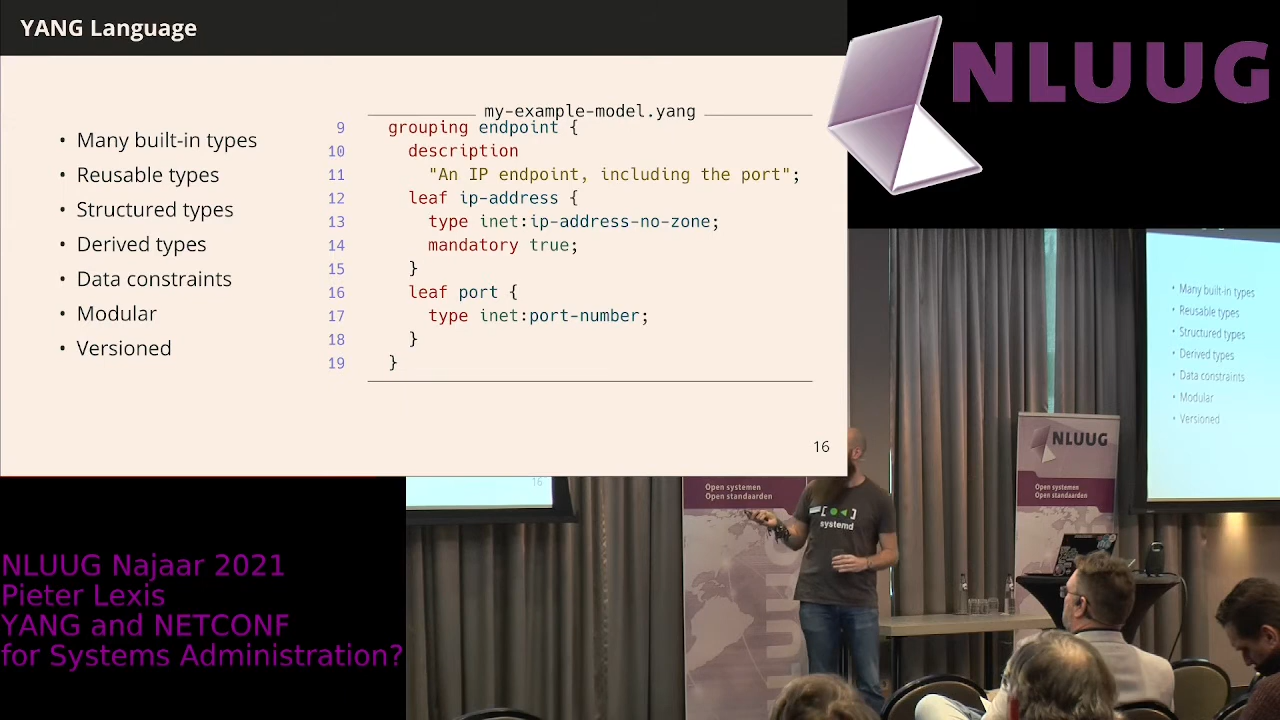 YANG Language
• Many built-in types
• Reusable types
• Structured types
• Derived types
• Data constraints
• Modular
• Versioned
my-example-model.yang
9 grouping endpoint {
10 description
11 "An IP endpoint, including the port";
12 leaf ip-address {
13 type inet:ip-address-no-zone;
14 mandatory true;
15 }
16 leaf port {
17 type inet:port-number;
18 }
19 }
16
NLUUG
• Many built-in types
• Reusable types
• Structured types
• Derived types
• Data constraints
• Modular
• Versioned
NLUUG
Open systemen
Open standaarden
16
Open systemen
Open standaarden
NLUUG
systemd
NLUUG Najaar 2021
Pieter Lexis
YANG and NETCONF
for Systems Administration?